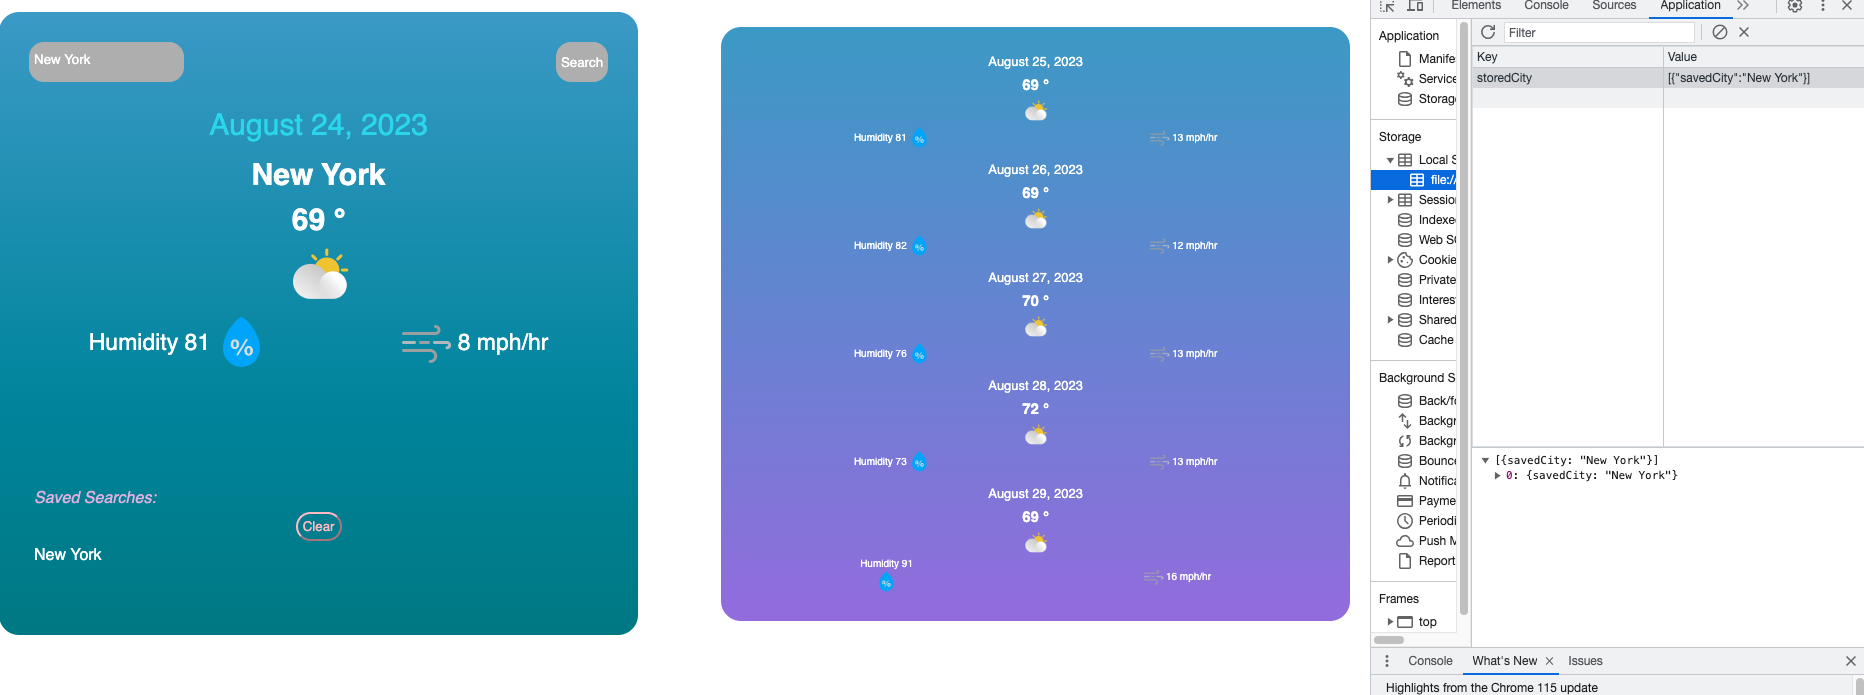 New York
Search
August 24, 2023
New York
69 °
Humidity 81 %
8 mph/hr
Saved Searches:
Clear
New York
August 25, 2023
69 °
Humidity 81 %
13 mph/hr
August 26, 2023
69 °
Humidity 82 %
12 mph/hr
August 27, 2023
70 °
Humidity 76 %
13 mph/hr
August 28, 2023
72 °
Humidity 73 %
13 mph/hr
August 29, 2023
69 °
Humidity 91
%
16 mph/hr
Elements Console Sources Application
Application
Manife
Service
Storag
Storage
Local S
file://
Sessio
Indexe
Web S
Cookie
Private
Interes
Shared
Cache
Background S
Back/f
Backgr
Backgr
Bounc
Notifica
Payme
Periodi
Push M
Report
Frames
top
Filter
Key Value
storedCity [{"savedCity":"New York"}]
[{savedCity: "New York"}]
0: {savedCity: "New York"}
Console What's New Issues
Highlights from the Chrome 115 update